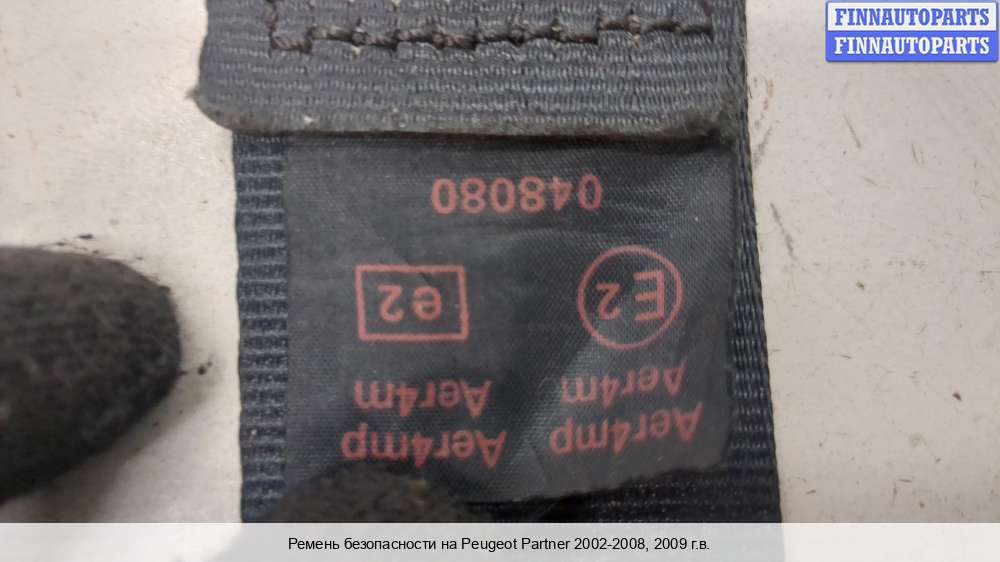 FINNAUTOPARTS
FINNAUTOPARTS
Aer4mp Aer4mp
Aer4m Aer4m
E2 e2
048080
Ремень безопасности на Peugeot Partner 2002-2008, 2009 г.в.